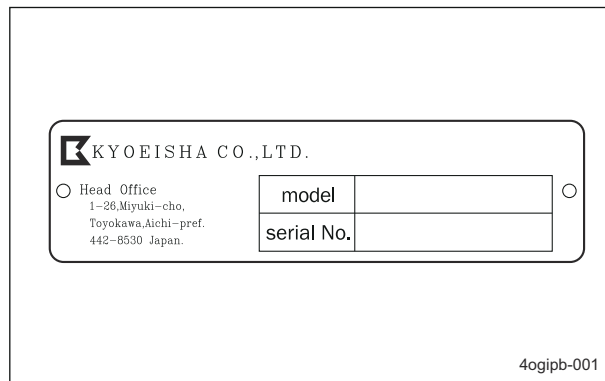 KYOEISHA CO.,LTD.
Head Office
1-26,Miyuki-cho,
Toyokawa,Aichi-pref.
442-8530 Japan.
model
serial No.
4ogipb-001